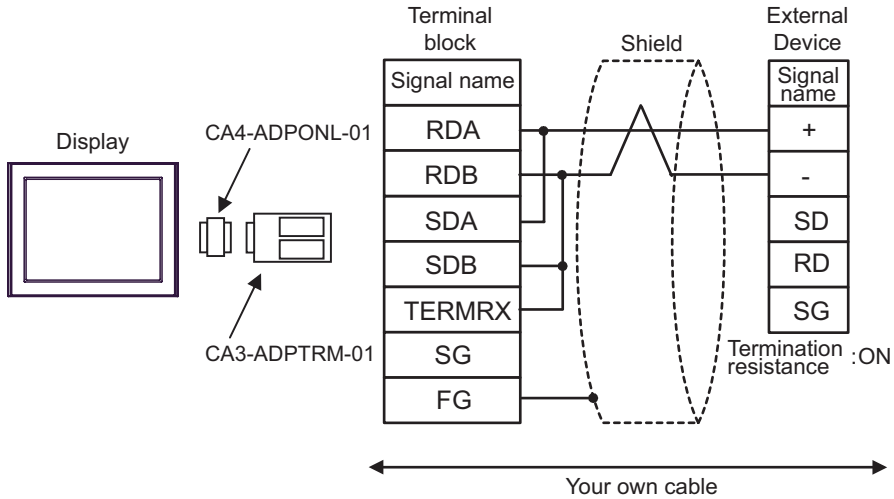 Terminal
block
External
Device
Shield
Signal name
Signal
name
Display
CA4-ADPONL-01
RDA
+
RDB
-
SDA
SD
SDB
RD
TERMRX
SG
CA3-ADPTRM-01
SG
Termination
resistance :ON
FG
Your own cable